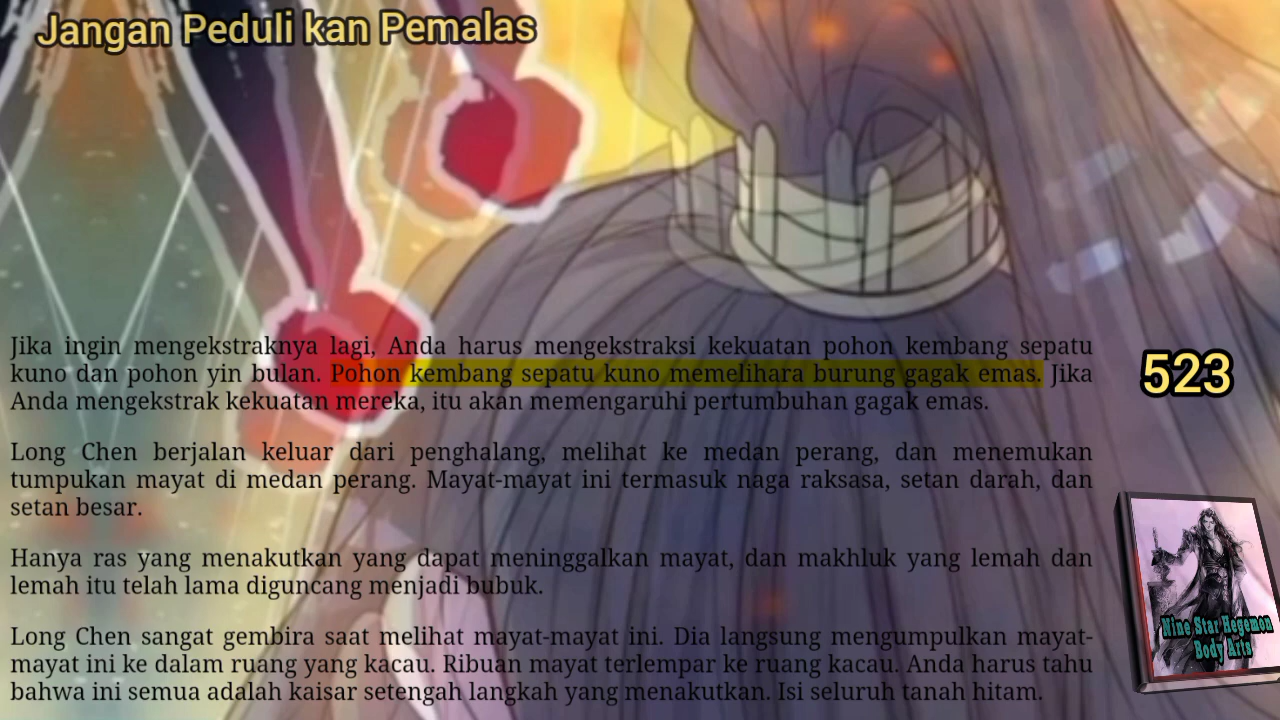 Jangan Peduli kan Pemalas
Jika ingin mengekstraknya lagi, Anda harus mengekstraksi kekuatan pohon kembang sepatu
kuno dan pohon yin bulan. Pohon kembang sepatu kuno memelihara burung gagak emas. Jika
Anda mengekstrak kekuatan mereka, itu akan memengaruhi pertumbuhan gagak emas.
523
Long Chen berjalan keluar dari penghalang, melihat ke medan perang, dan menemukan
tumpukan mayat di medan perang. Mayat-mayat ini termasuk naga raksasa, setan darah, dan
setan besar.
Hanya ras yang menakutkan yang dapat meninggalkan mayat, dan makhluk yang lemah dan
lemah itu telah lama diguncang menjadi bubuk.
Long Chen sangat gembira saat melihat mayat-mayat ini. Dia langsung mengumpulkan mayat-
mayat ini ke dalam ruang yang kacau. Ribuan mayat terlempar ke ruang kacau. Anda harus tahu
bahwa ini semua adalah kaisar setengah langkah yang menakutkan. Isi seluruh tanah hitam.
Nine Star Hegemon
Body Arts